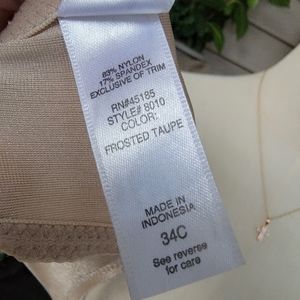 83% NYLON
17% SPANDEX
EXCLUSIVE OF TRIM
RN#45185
STYLE# 8010
COLOR:
FROSTED TAUPE
MADE IN
INDONESIA
34C
See reverse
for care